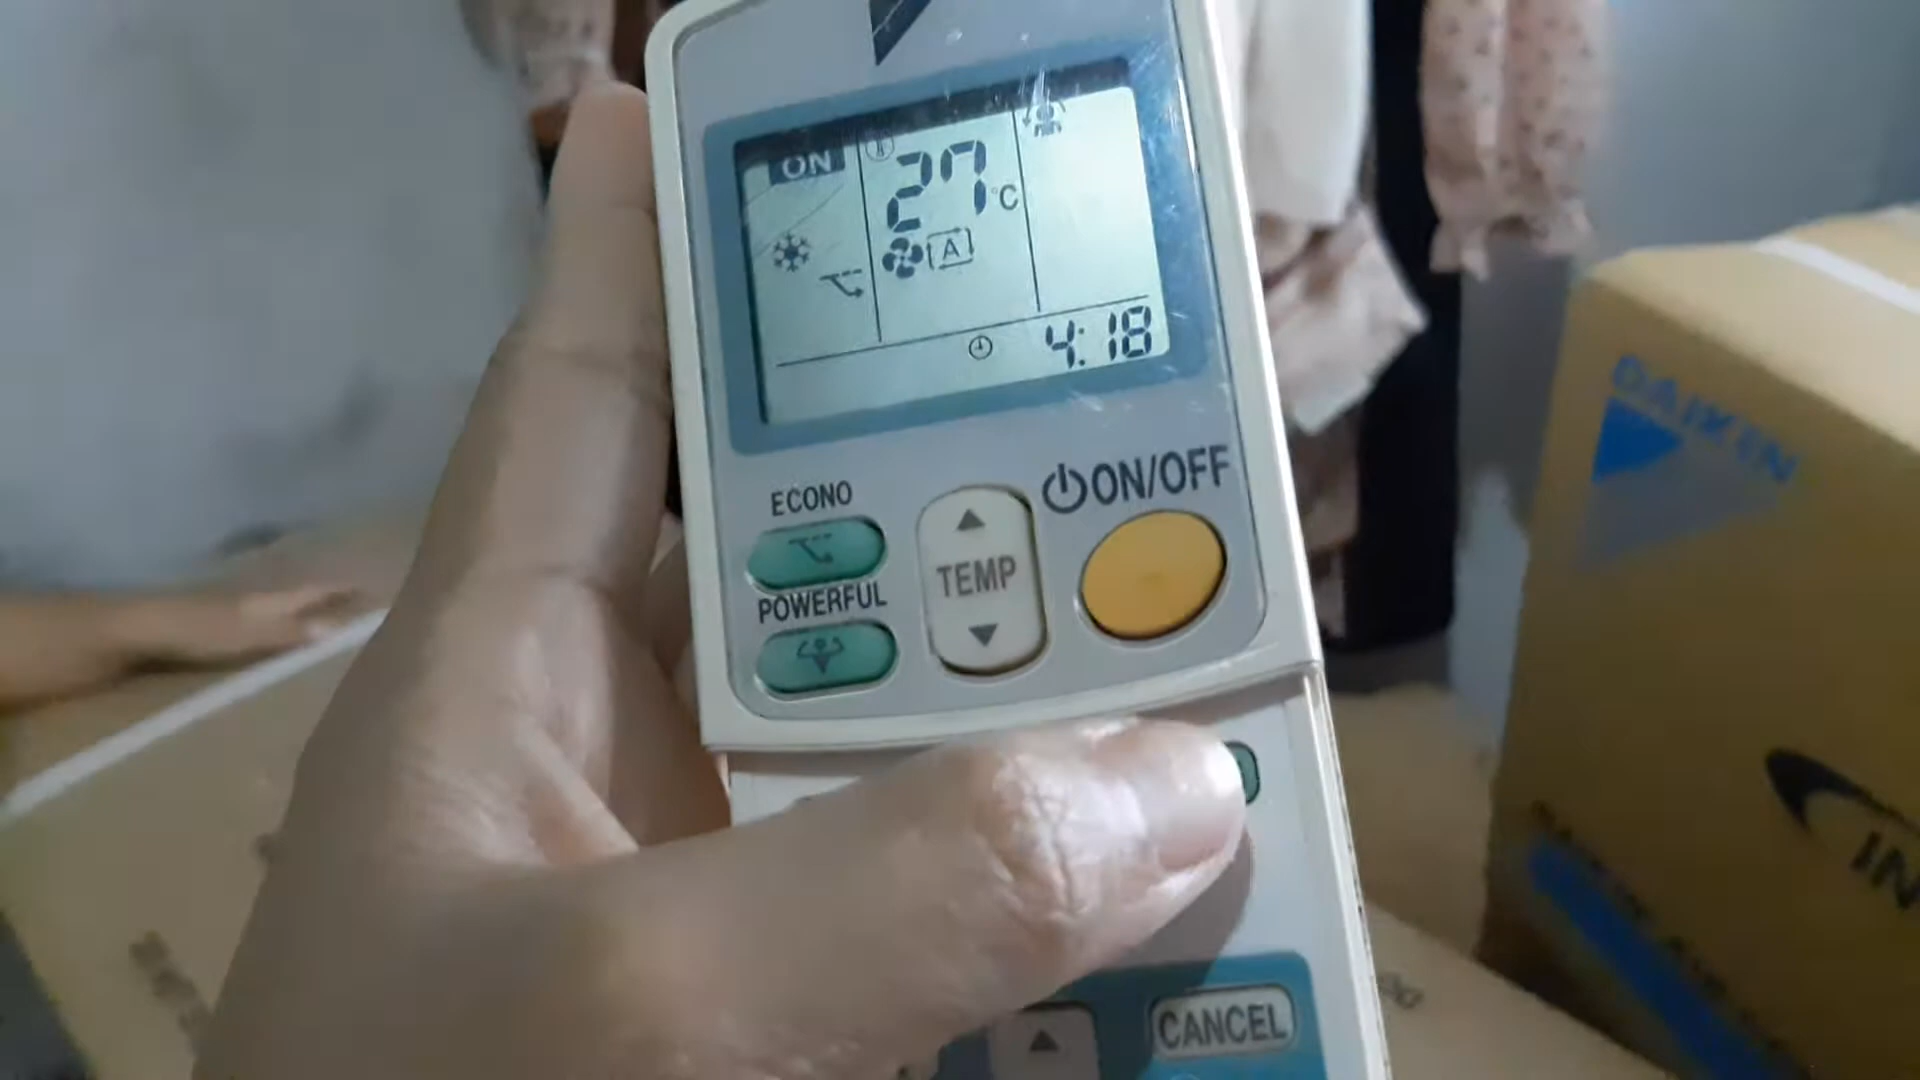 ON
27°C
A
4:18
ECONO
ON/OFF
TEMP
POWERFUL
CANCEL
DAIKIN
IN